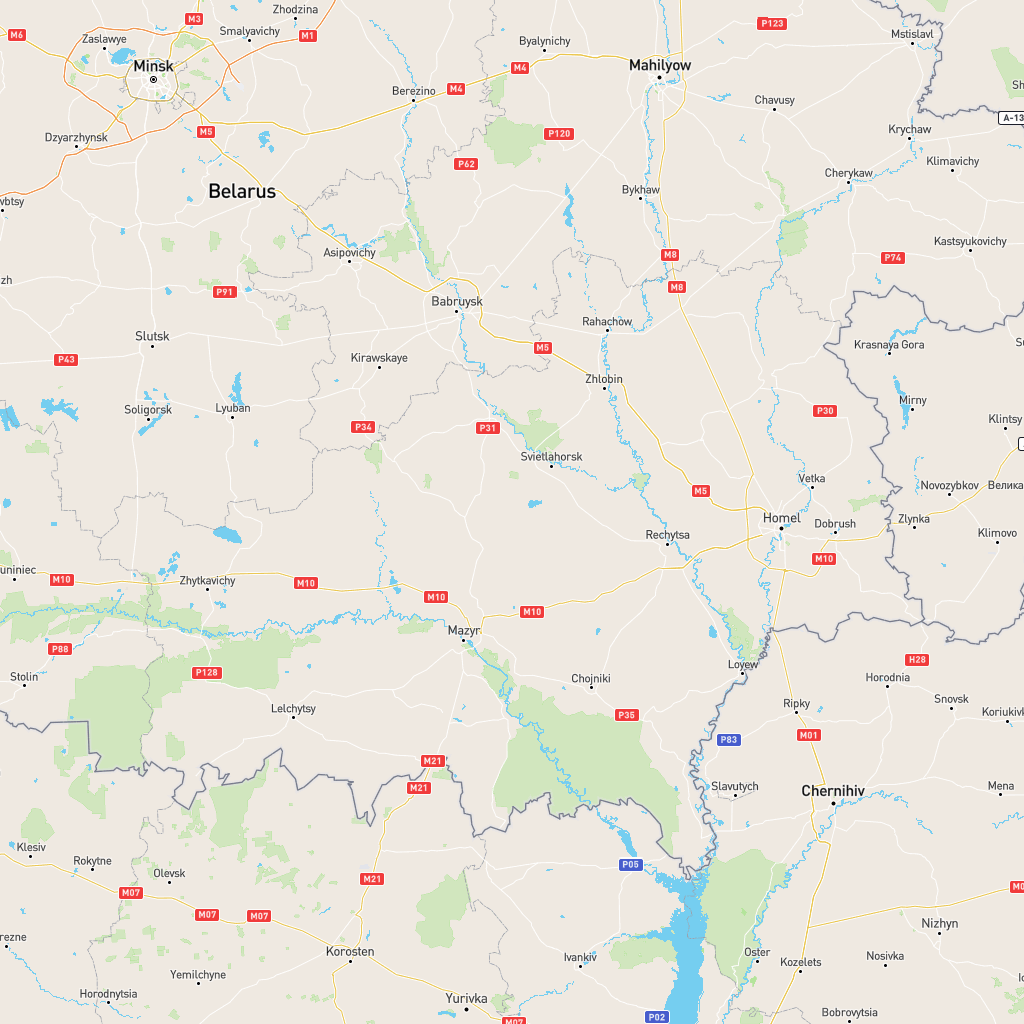 Zhodzina
M3
P123
Mstislavl
M6
Zaslawye
Smalyavichy
M1
Byalynichy
Minsk
M4
Mahilyow
Berezino
M4
Chavusy
A-13
Dzyarzhynsk
M5
P120
Krychaw
P62
Klimavichy
Belarus
Bykhaw
Cherykaw
Kastsyukovichy
Asipovichy
M8
P74
P91
M8
Babruysk
Rahachow
Slutsk
M5
Krasnaya Gora
P43
Kirawskaye
Zhlobin
Mirny
Soligorsk
Lyuban
P30
P34
P31
Klintsy
Svietlahorsk
Vetka
Novozybkov
Велика
M5
Homel
Dobrush
Zlynka
Klimovo
Rechytsa
M10
uniniec
M10
Zhytkavichy
M10
M10
M10
Mazyr
P88
P128
Loyew
H28
Stolin
Chojniki
Horodnia
Lelchytsy
P35
Ripky
Snovsk
Koriukivk
P83
M01
M21
M21
Slavutych
Chernihiv
Mena
Klesiv
Rokytne
P05
Olevsk
M21
M07
M07
M07
Nizhyn
Korosten
Ivankiv
Oster
Kozelets
Nosivka
Yemilchyne
Horodnytsia
Yurivka
P02
Bobrovytsia
M07